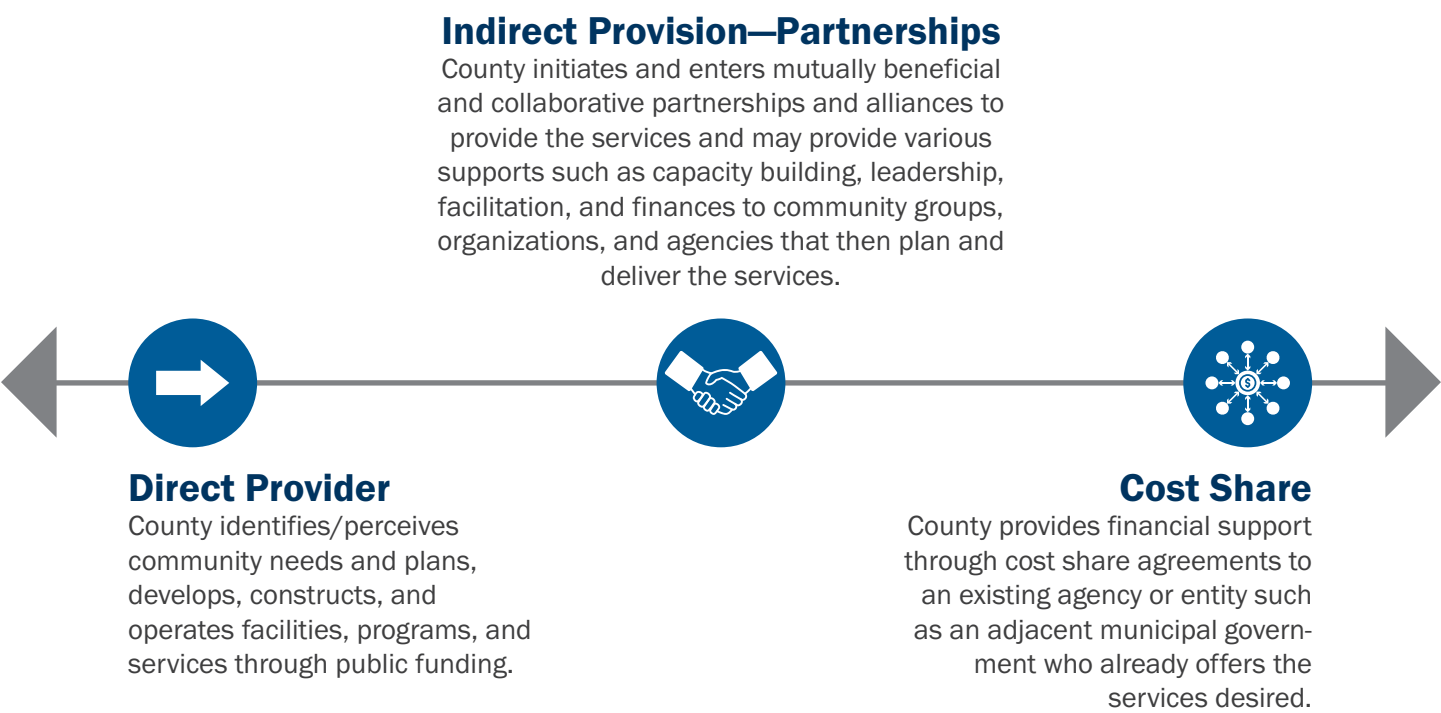 Indirect Provision—Partnerships
County initiates and enters mutually beneficial
and collaborative partnerships and alliances to
provide the services and may provide various
supports such as capacity building, leadership,
facilitation, and finances to community groups,
organizations, and agencies that then plan and
deliver the services.
$
Direct Provider
County identifies/perceives
community needs and plans,
develops, constructs, and
operates facilities, programs, and
services through public funding.
Cost Share
County provides financial support
through cost share agreements to
an existing agency or entity such
as an adjacent municipal govern-
ment who already offers the
services desired.